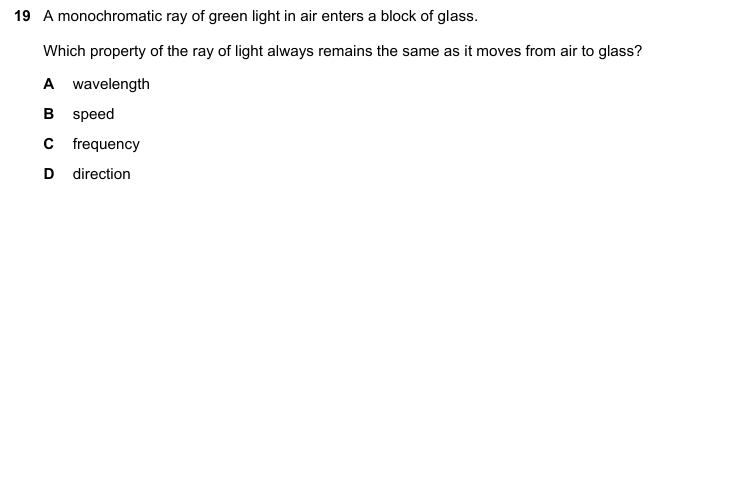 19 A monochromatic ray of green light in air enters a block of glass.
Which property of the ray of light always remains the same as it moves from air to glass?
A wavelength
B speed
C frequency
D direction